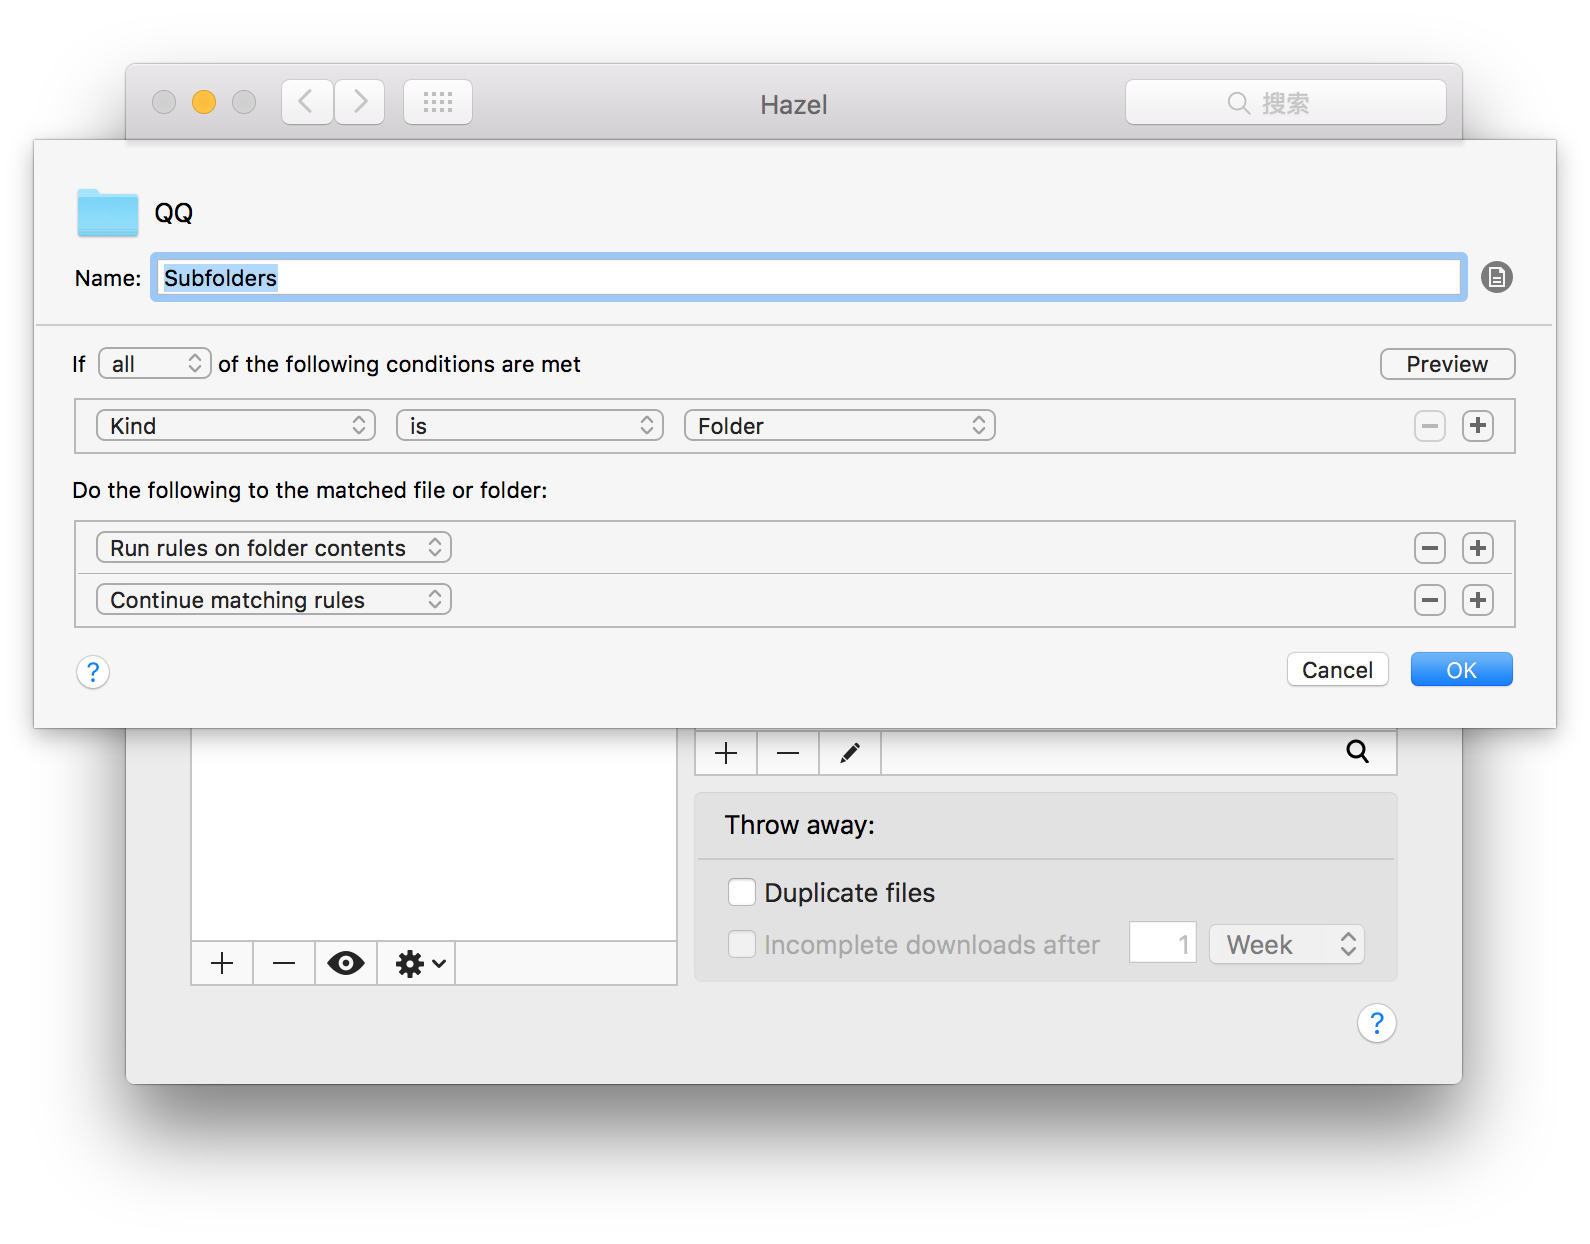 Hazel
搜索
QQ
Name: Subfolders
If all of the following conditions are met Preview
Kind is Folder
Do the following to the matched file or folder:
Run rules on folder contents
Continue matching rules
? Cancel OK
Throw away:
Duplicate files
Incomplete downloads after 1 Week
?